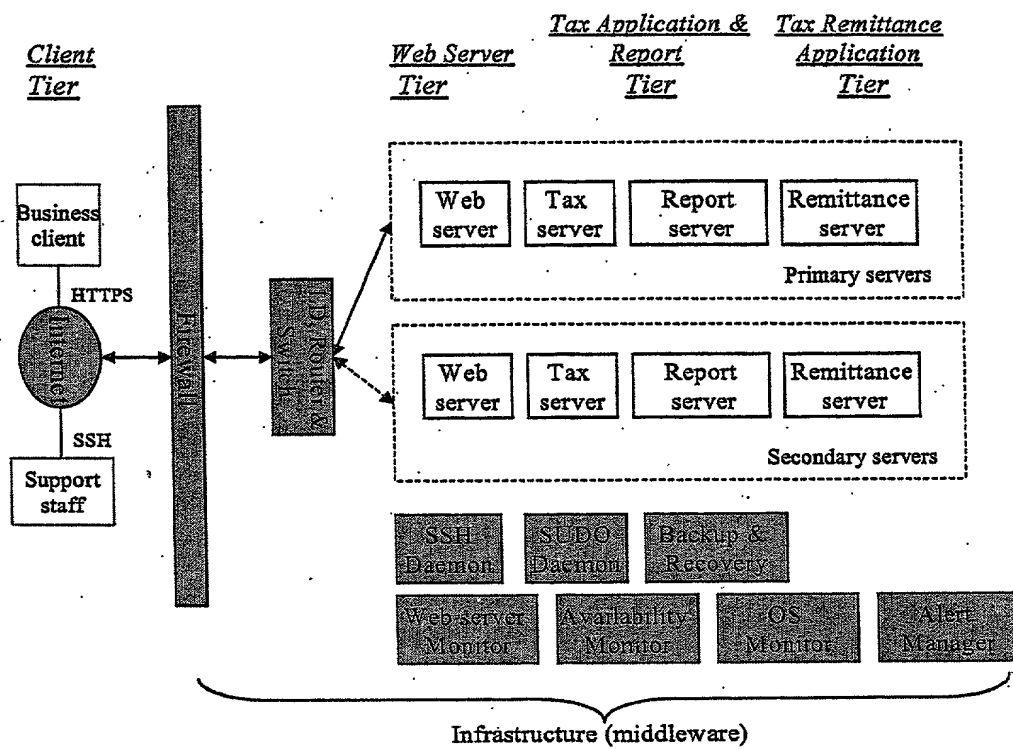 Client
Tier
Web Server
Tier
Tax Application &
Report
Tier
Tax Remittance
Application
Tier
Business
client
HTTPS
Internet
SSH
Support
staff
Firewall
Router &
Switch
Web
server
Tax
server
Report
server
Remittance
server
Primary servers
Web
server
Tax
server
Report
server
Remittance
server
Secondary servers
SSH
Daemon
SUDO
Daemon
Backup &
Recovery
Web server
Monitor
Availability
Monitor
OS
Monitor
Alert
Manager
Infrastructure (middleware)